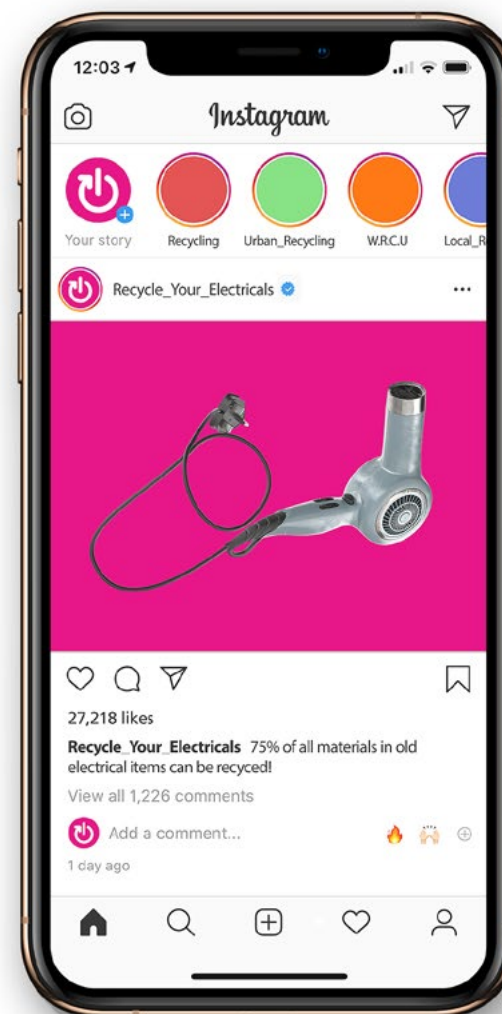 12:03
Instagram
Your story
Recycling
Urban_Recycling
W.R.C.U
Local_R
Recycle_Your_Electricals
27,218 likes
Recycle_Your_Electricals 75% of all materials in old
electrical items can be recyced!
View all 1,226 comments
Add a comment...
1 day ago